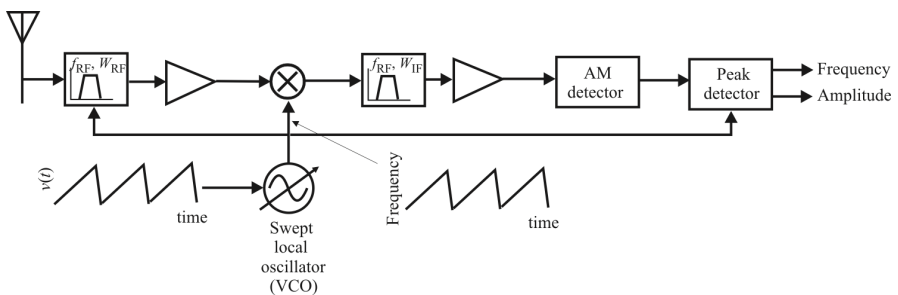 f_RF, W_RF
f_RF, W_IF
AM
detector
Peak
detector
Frequency
Amplitude
v(t)
time
Swept
local
oscillator
(VCO)
Frequency
time